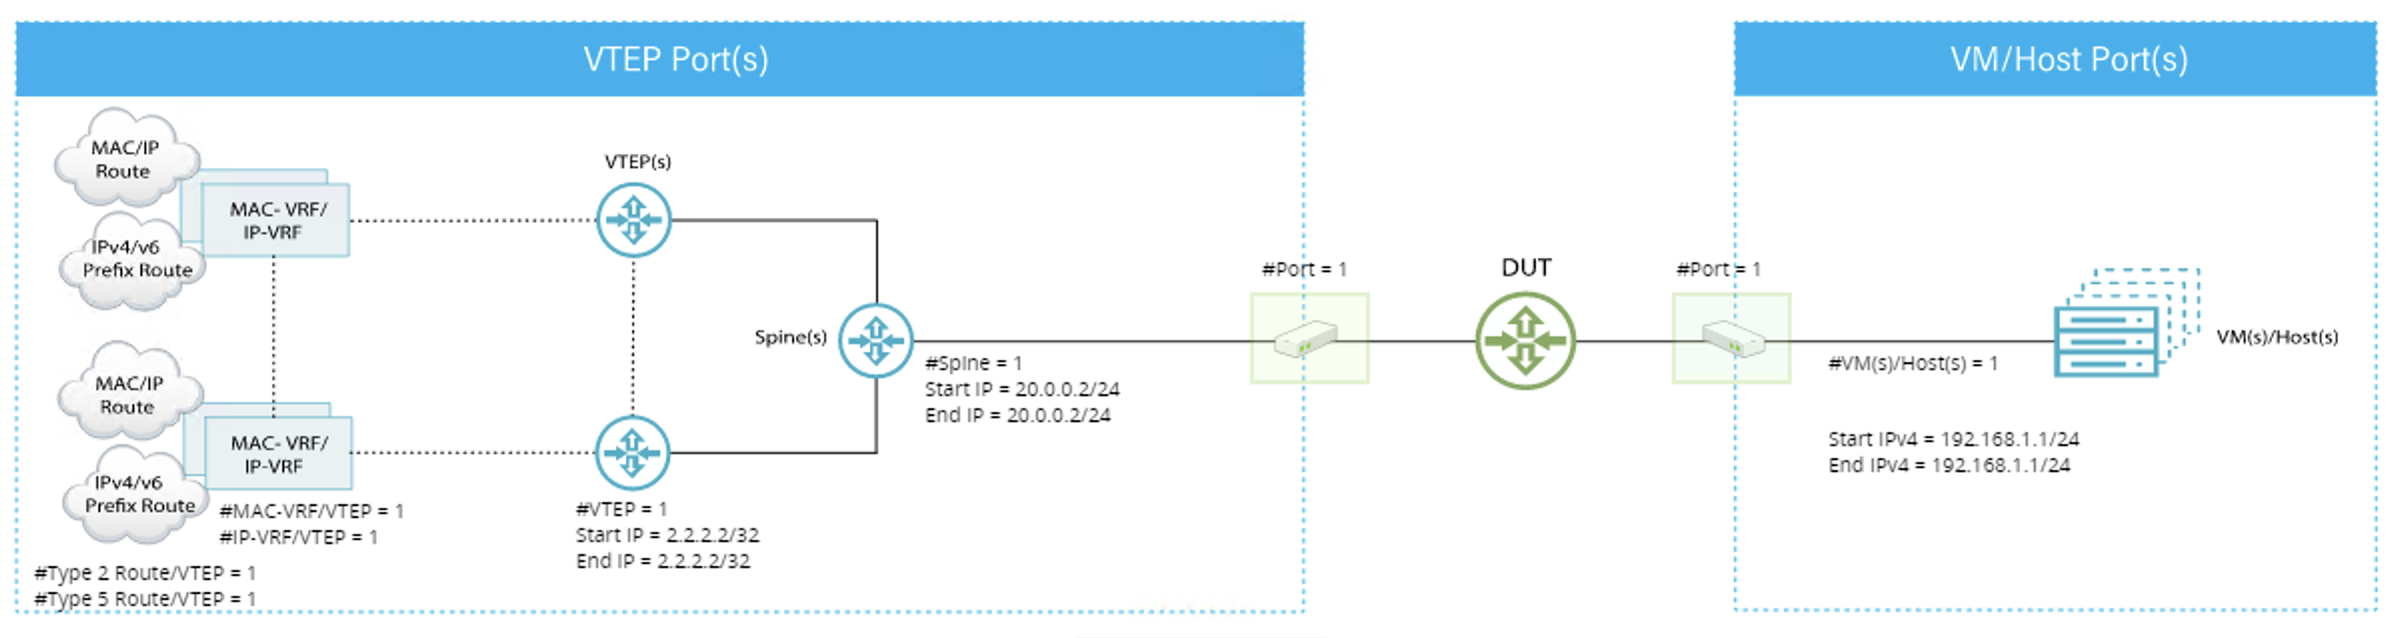 VTEP Port(s)
VM/Host Port(s)
MAC/IP
Route
MAC- VRF/
IP-VRF
IPv4/v6
Prefix Route
VTEP(s)
MAC/IP
Route
MAC- VRF/
IP-VRF
IPv4/v6
Prefix Route
#MAC-VRF/VTEP = 1
#IP-VRF/VTEP = 1
#Type 2 Route/VTEP = 1
#Type 5 Route/VTEP = 1
#VTEP = 1
Start IP = 2.2.2.2/32
End IP = 2.2.2.2/32
Spine(s)
#Spine = 1
Start IP = 20.0.0.2/24
End IP = 20.0.0.2/24
#Port = 1
DUT
#Port = 1
#VM(s)/Host(s) = 1
Start IPv4 = 192.168.1.1/24
End IPv4 = 192.168.1.1/24
VM(s)/Host(s)